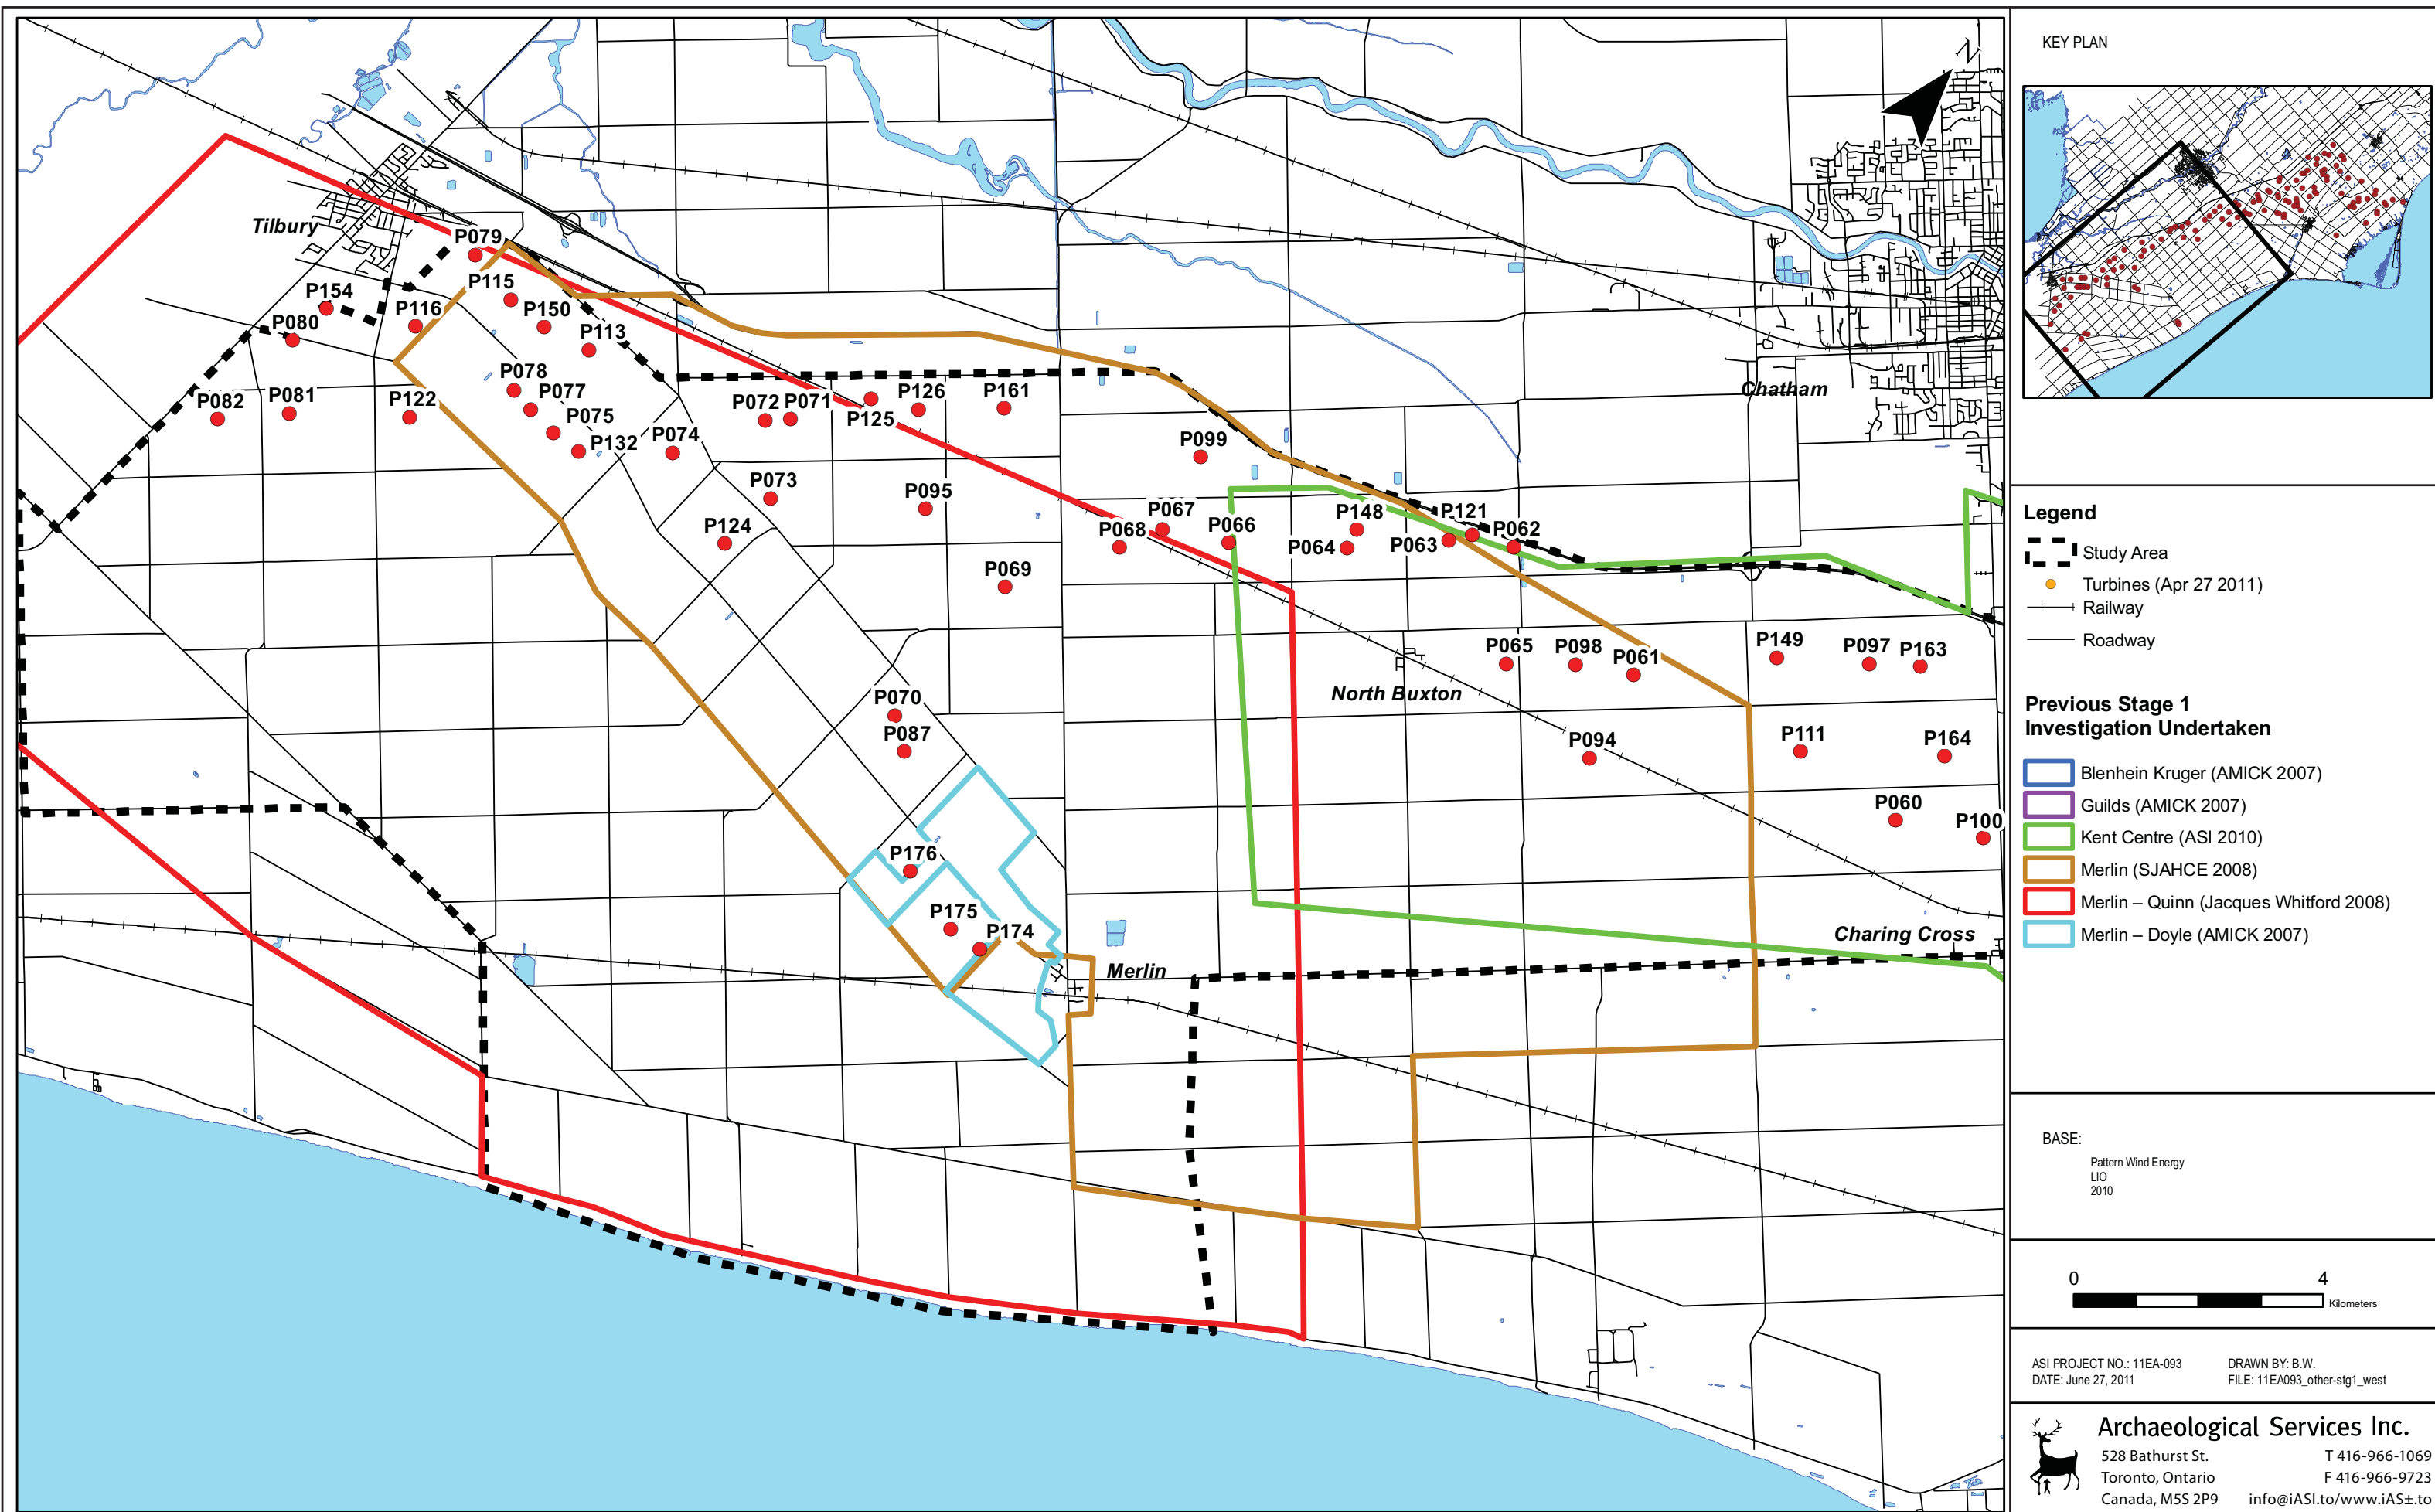 N
Tilbury
P079
P115
P154
P116
P150
P080
P113
P078
P077
P082
P081
P122
P075
P072
P071
P126
P161
P125
P132
P074
P099
Chatham
P073
P095
P124
P068
P067
P066
P148
P064
P063
P121
P062
P069
P065
P098
P061
P149
P097
P163
North Buxton
P070
P087
P094
P111
P164
P060
P100
P176
P175
P174
Merlin
Charing Cross
KEY PLAN
Legend
Study Area
Turbines (Apr 27 2011)
Railway
Roadway
Previous Stage 1
Investigation Undertaken
Blenhein Kruger (AMICK 2007)
Guilds (AMICK 2007)
Kent Centre (ASI 2010)
Merlin (SJAHCE 2008)
Merlin – Quinn (Jacques Whitford 2008)
Merlin – Doyle (AMICK 2007)
BASE:
Pattern Wind Energy
LIO
2010
0 4
Kilometers
ASI PROJECT NO.: 11EA-093 DRAWN BY: B.W.
DATE: June 27, 2011 FILE: 11EA093_other-stg1_west
Archaeological Services Inc.
528 Bathurst St. T 416-966-1069
Toronto, Ontario F 416-966-9723
Canada, M5S 2P9 info@iASI.to/www.iAS±.to